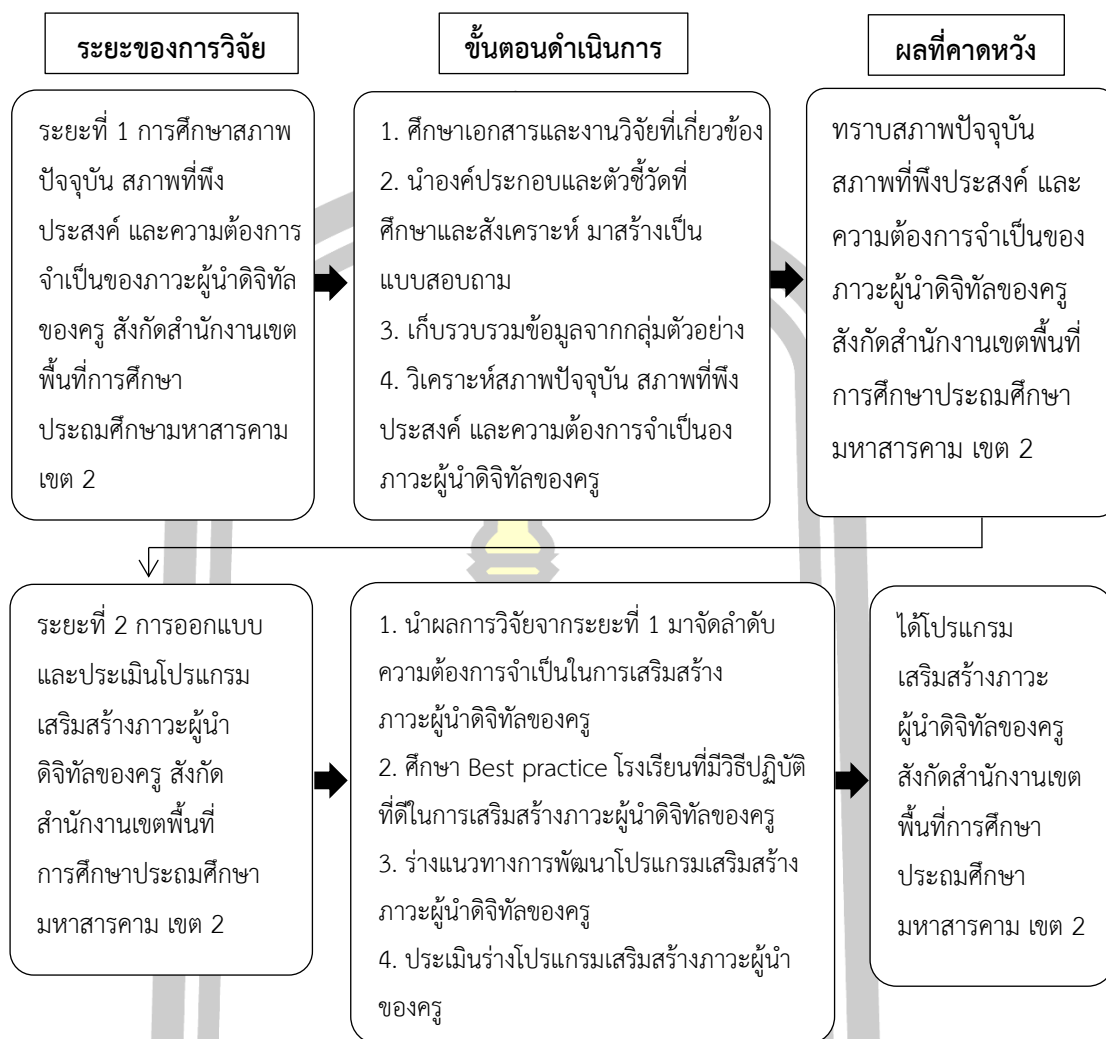 ระยะของการวิจัย
ขั้นตอนดำเนินการ
ผลที่คาดหวัง
ระยะที่ 1 การศึกษาสภาพ
ปัจจุบัน สภาพที่พึง
ประสงค์ และความต้องการ
จำเป็นของภาวะผู้นำดิจิทัล
ของครู สังกัดสำนักงานเขต
พื้นที่การศึกษา
ประถมศึกษามหาสารคาม
เขต 2
1. ศึกษาเอกสารและงานวิจัยที่เกี่ยวข้อง
2. นำองค์ประกอบและตัวชี้วัดที่
ศึกษาและสังเคราะห์ มาสร้างเป็น
แบบสอบถาม
3. เก็บรวบรวมข้อมูลจากกลุ่มตัวอย่าง
4. วิเคราะห์สภาพปัจจุบัน สภาพที่พึง
ประสงค์ และความต้องการจำเป็นอง
ภาวะผู้นำดิจิทัลของครู
ทราบสภาพปัจจุบัน
สภาพที่พึงประสงค์ และ
ความต้องการจำเป็นของ
ภาวะผู้นำดิจิทัลของครู
สังกัดสำนักงานเขตพื้นที่
การศึกษาประถมศึกษา
มหาสารคาม เขต 2
ระยะที่ 2 การออกแบบ
และประเมินโปรแกรม
เสริมสร้างภาวะผู้นำ
ดิจิทัลของครู สังกัด
สำนักงานเขตพื้นที่
การศึกษาประถมศึกษา
มหาสารคาม เขต 2
1. นำผลการวิจัยจากระยะที่ 1 มาจัดลำดับ
ความต้องการจำเป็นในการเสริมสร้าง
ภาวะผู้นำดิจิทัลของครู
2. ศึกษา Best practice โรงเรียนที่มีวิธีปฏิบัติ
ที่ดีในการเสริมสร้างภาวะผู้นำดิจิทัลของครู
3. ร่างแนวทางการพัฒนาโปรแกรมเสริมสร้าง
ภาวะผู้นำดิจิทัลของครู
4. ประเมินร่างโปรแกรมเสริมสร้างภาวะผู้นำ
ของครู
ได้โปรแกรม
เสริมสร้างภาวะ
ผู้นำดิจิทัลของครู
สังกัดสำนักงานเขต
พื้นที่การศึกษา
ประถมศึกษา
มหาสารคาม เขต 2